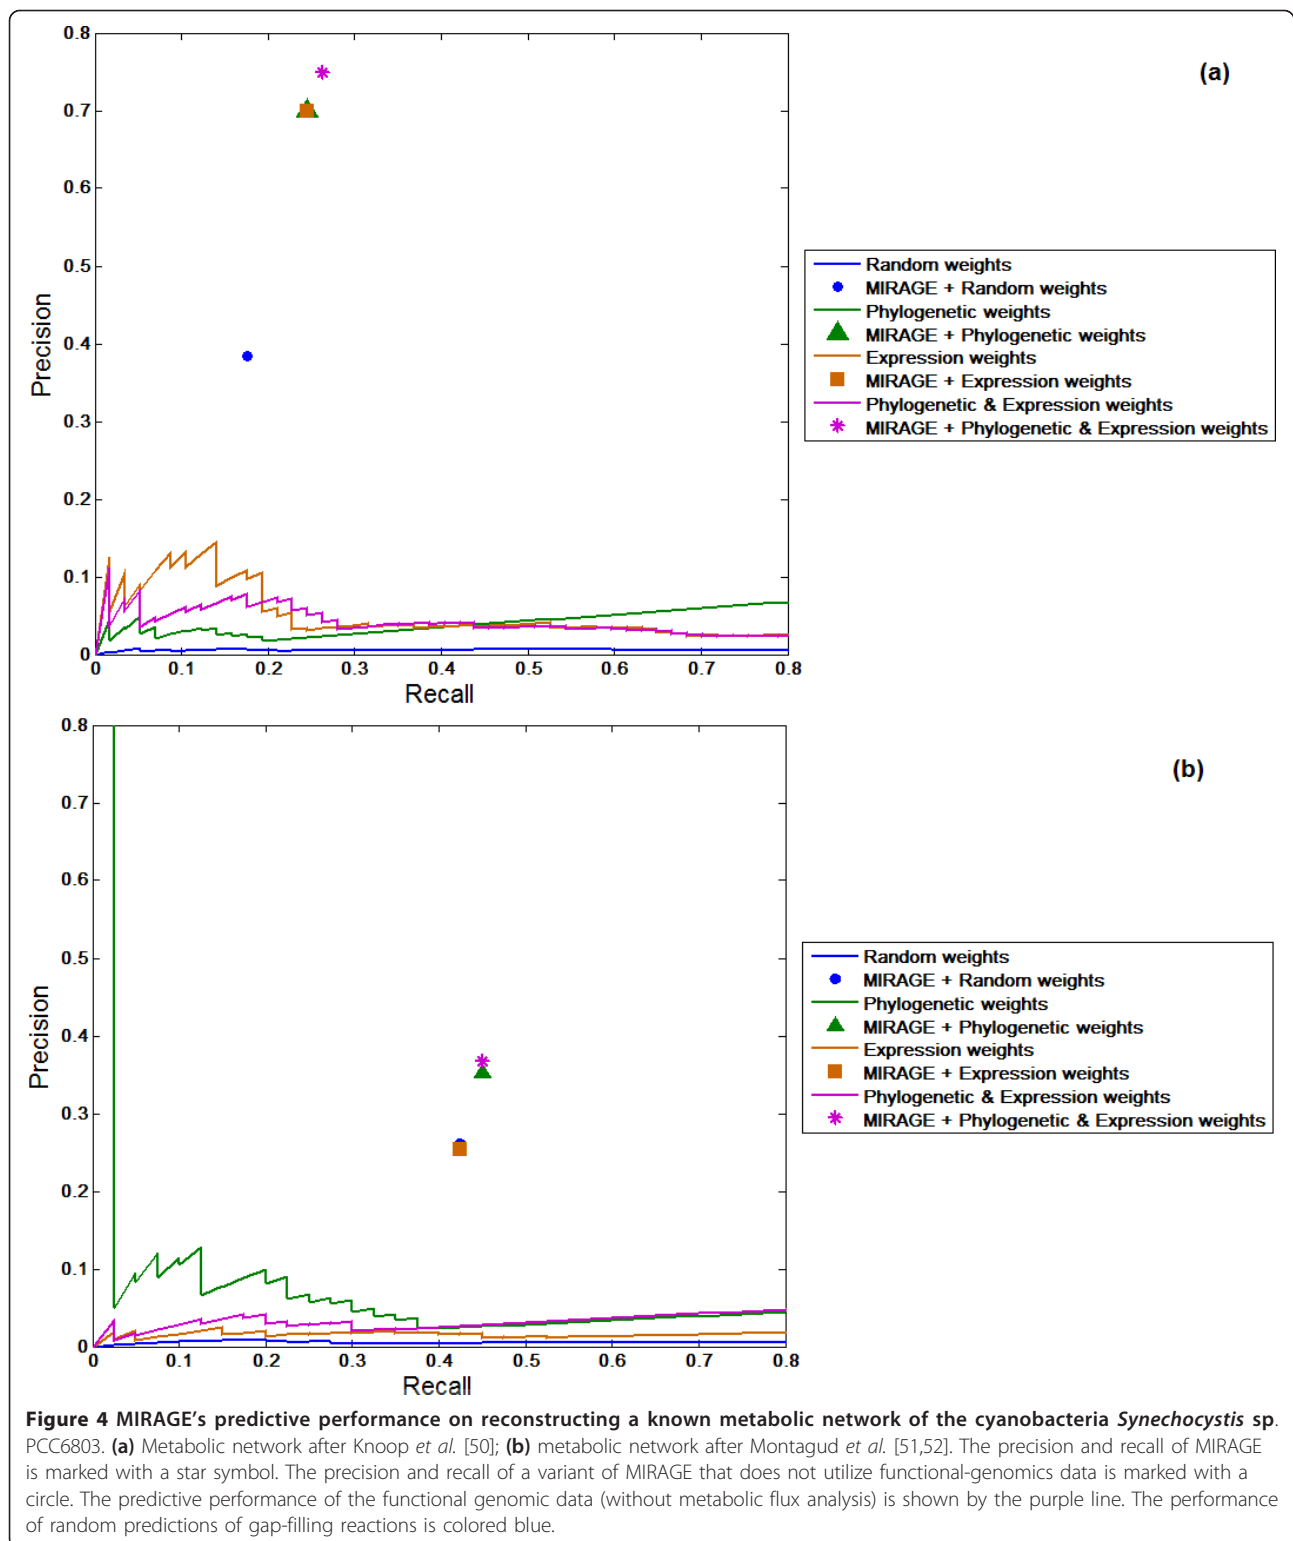 0.8
(a)
0.7
0.6
0.5
0.4
0.3
0.2
0.1
0
Precision
0 0.1 0.2 0.3 0.4 0.5 0.6 0.7 0.8
Recall
Random weights
MIRAGE + Random weights
Phylogenetic weights
MIRAGE + Phylogenetic weights
Expression weights
MIRAGE + Expression weights
Phylogenetic & Expression weights
MIRAGE + Phylogenetic & Expression weights
0.8
(b)
0.7
0.6
0.5
0.4
0.3
0.2
0.1
0
Precision
0 0.1 0.2 0.3 0.4 0.5 0.6 0.7 0.8
Recall
Random weights
MIRAGE + Random weights
Phylogenetic weights
MIRAGE + Phylogenetic weights
Expression weights
MIRAGE + Expression weights
Phylogenetic & Expression weights
MIRAGE + Phylogenetic & Expression weights
Figure 4 MIRAGE's predictive performance on reconstructing a known metabolic network of the cyanobacteria Synechocystis sp.
PCC6803. (a) Metabolic network after Knoop et al. [50]; (b) metabolic network after Montagud et al. [51,52]. The precision and recall of MIRAGE
is marked with a star symbol. The precision and recall of a variant of MIRAGE that does not utilize functional-genomics data is marked with a
circle. The predictive performance of the functional genomic data (without metabolic flux analysis) is shown by the purple line. The performance
of random predictions of gap-filling reactions is colored blue.